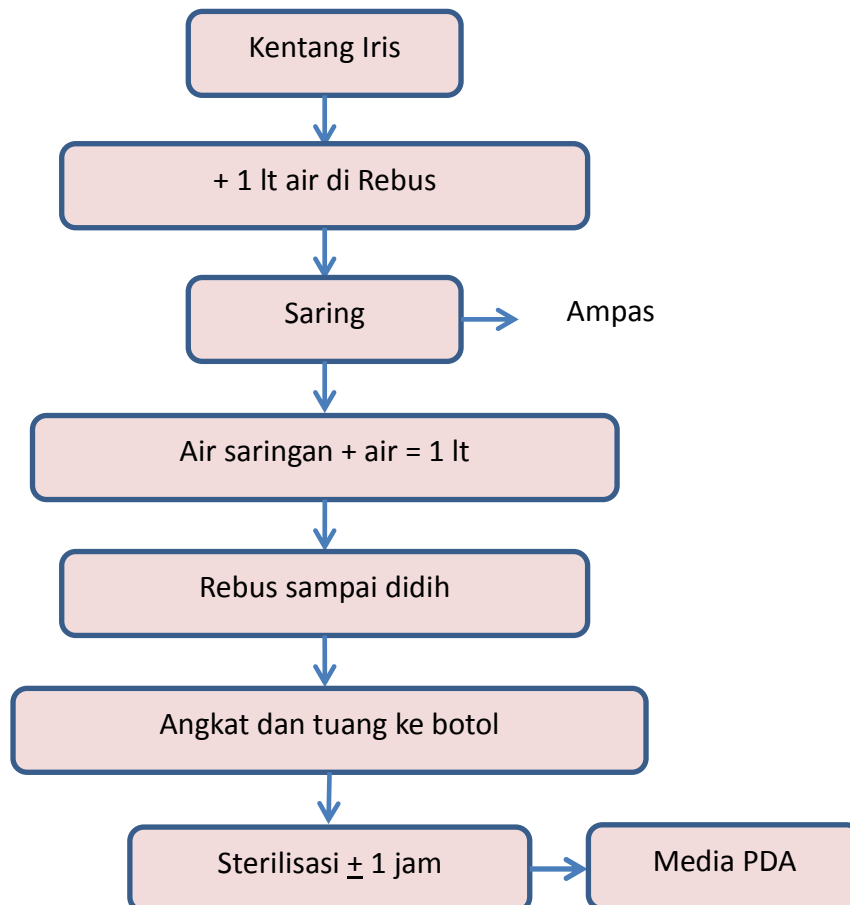 Kentang Iris
+ 1 lt air di Rebus
Saring
Ampas
Air saringan + air = 1 lt
Rebus sampai didih
Angkat dan tuang ke botol
Sterilisasi ± 1 jam
Media PDA